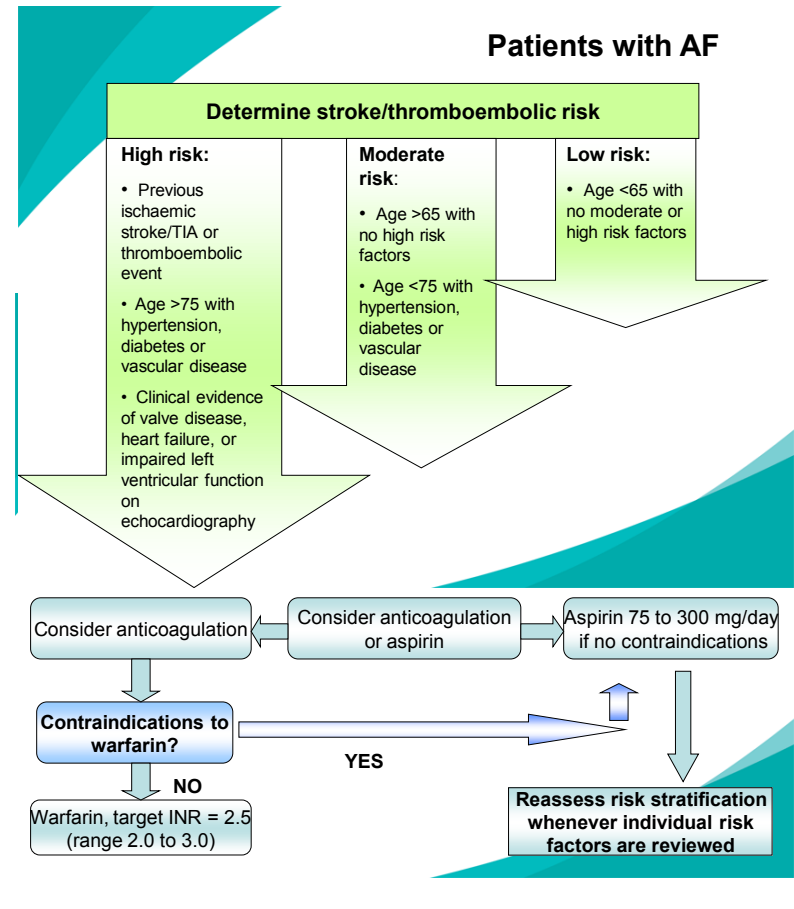 Patients with AF
Determine stroke/thromboembolic risk
High risk:
• Previous
ischaemic
stroke/TIA or
thromboembolic
event
• Age >75 with
hypertension,
diabetes or
vascular disease
• Clinical evidence
of valve disease,
heart failure, or
impaired left
ventricular function
on
echocardiography
Moderate
risk:
• Age >65 with
no high risk
factors
• Age <75 with
hypertension,
diabetes or
vascular
disease
Low risk:
• Age <65 with
no moderate or
high risk factors
Consider anticoagulation
Consider anticoagulation
or aspirin
Aspirin 75 to 300 mg/day
if no contraindications
Contraindications to
warfarin?
YES
NO
Warfarin, target INR = 2.5
(range 2.0 to 3.0)
Reassess risk stratification
whenever individual risk
factors are reviewed